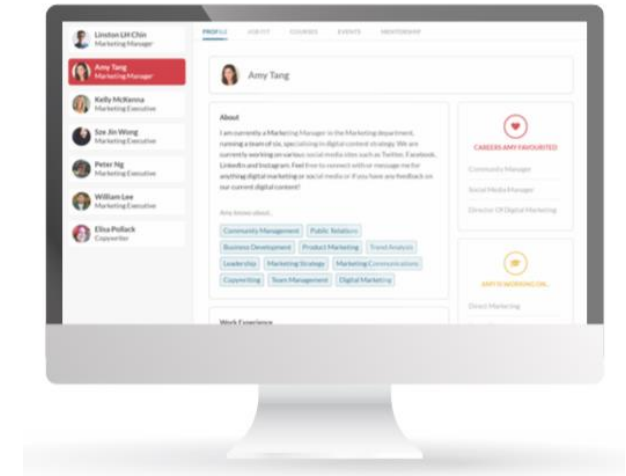 Linston LH Chin
Marketing Manager
Amy Tang
Marketing Manager
Kelly McKenna
Marketing Executive
Sze Jin Wong
Marketing Executive
Peter Ng
Marketing Executive
William Lee
Marketing Executive
Elisa Pollack
Copywriter
PROFILE JOB FIT COURSES EVENTS MENTORSHIP
Amy Tang
About
I am currently a Marketing Manager in the Marketing department,
running a team of six, specialising in digital content strategy. We are
currently working on various social media sites such as Twitter, Facebook,
LinkedIn and Instagram. Feel free to connect with or message me for
anything digital marketing or social media or if you have any feedback on
our current digital content!
Amy knows about..
Community Management Public Relations
Business Development Product Marketing Trend Analysis
Leadership Marketing Strategy Marketing Communications
Copywriting Team Management Digital Marketing
Work Experience
CAREERS AMY FAVOURITED
Community Manager
Social Media Manager
Director Of Digital Marketing
AMY IS WORKING ON..
Direct Marketing